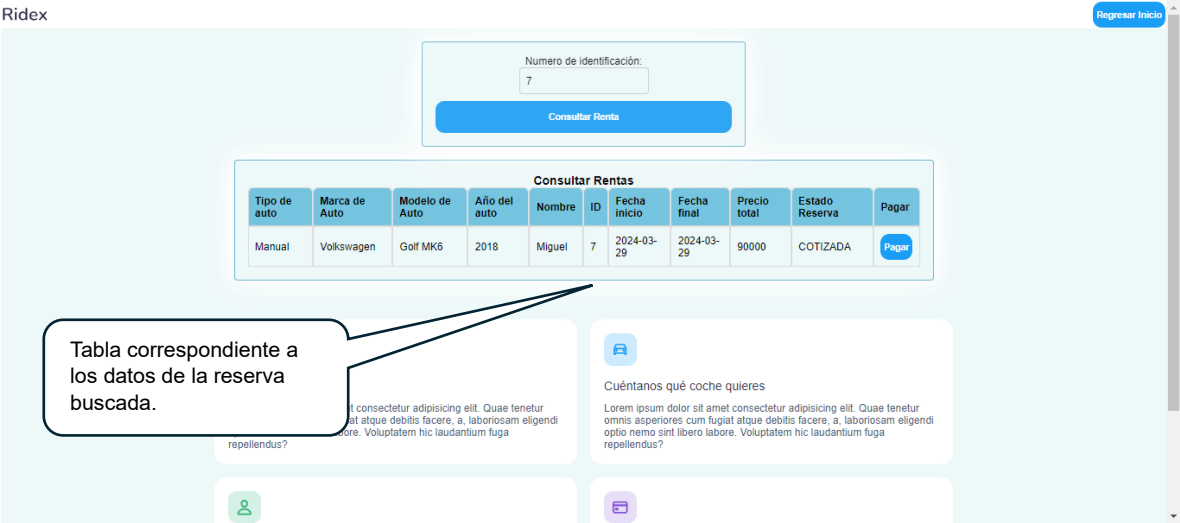 Ridex
Regresar Inicio
Numero de identificación:
7
Consultar Renta
Consultar Rentas
Tipo de auto Marca de Auto Modelo de Auto Año del auto Nombre ID Fecha inicio Fecha final Precio total Estado Reserva Pagar
Manual Volkswagen Golf MK6 2018 Miguel 7 2024-03-29 2024-03-29 90000 COTIZADA Pagar
Tabla correspondiente a
los datos de la reserva
buscada.
consectetur adipisicing elit. Quae tenetur
at atque debitis facere, a, laboriosam eligendi
Voluptatem hic laudantium fuga
repellendus?
Cuéntanos qué coche quieres
Lorem ipsum dolor sit amet consectetur adipisicing elit. Quae tenetur
omnis asperiores cum fugiat atque debitis facere, a, laboriosam eligendi
optio nemo sint libero labore. Voluptatem hic laudantium fuga
repellendus?